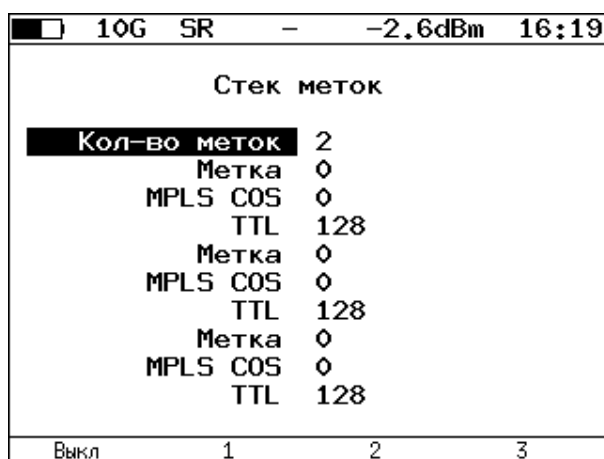 10G SR - -2.6dBm 16:19
Стек меток
Кол-во меток 2
Метка 0
MPLS COS 0
TTL 128
Метка 0
MPLS COS 0
TTL 128
Метка 0
MPLS COS 0
TTL 128
Выкл 1 2 3